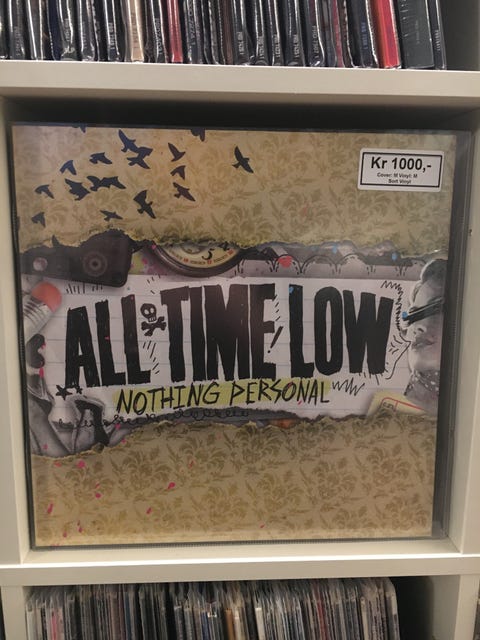 Kr 1000,-
Cover: M Vinyl: M
Sort Vinyl
ALL TIME LOW
NOTHING PERSONAL